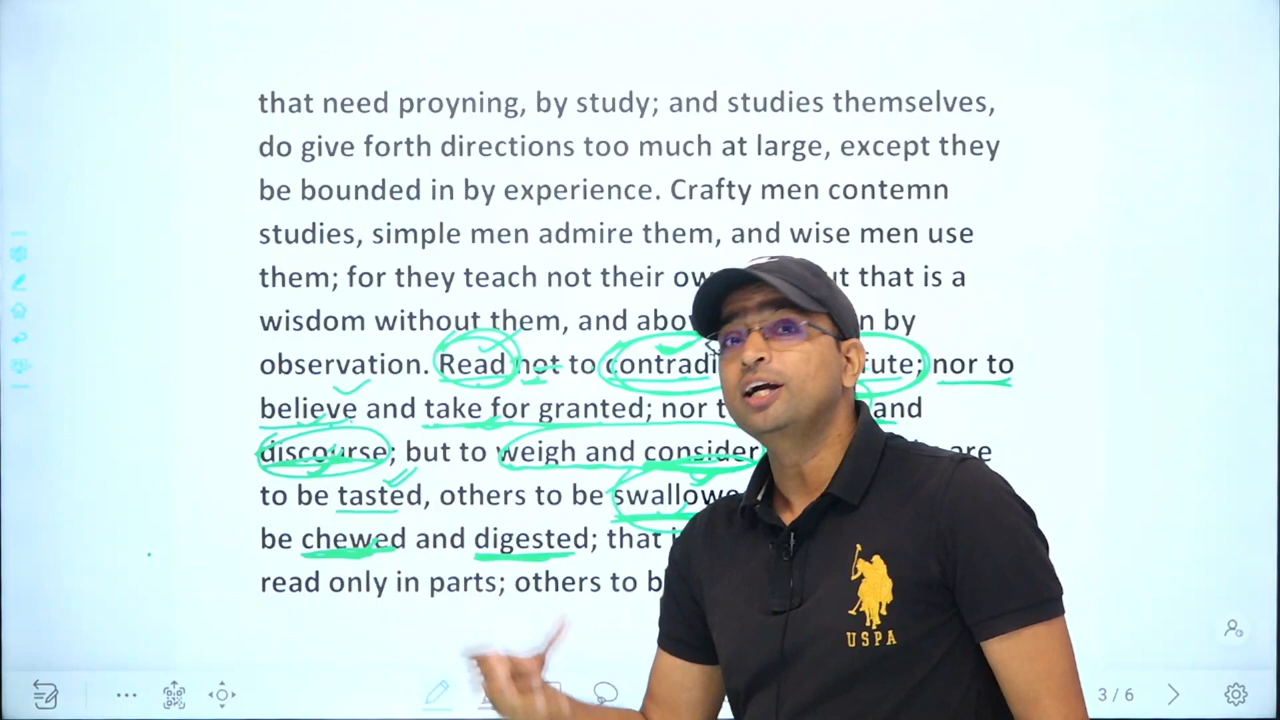 that need proyning, by study; and studies themselves,
do give forth directions too much at large, except they
be bounded in by experience. Crafty men contemn
studies, simple men admire them, and wise men use
them; for they teach not their ow ut that is a
wisdom without them, and abov n by
observation. Read not to contradi fute; nor to
believe and take for granted; nor t and
discourse; but to weigh and consider are
to be tasted, others to be swallowe
be chewed and digested; that i
read only in parts; others to b
USPA
3 / 6